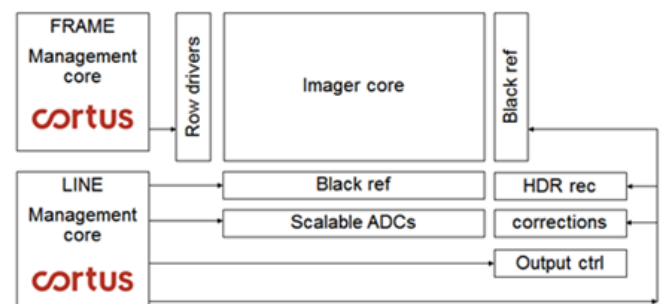 FRAME
Management
core
cortus
Row drivers
Imager core
Black ref
LINE
Management
core
cortus
Black ref
HDR rec
Scalable ADCs
corrections
Output ctrl